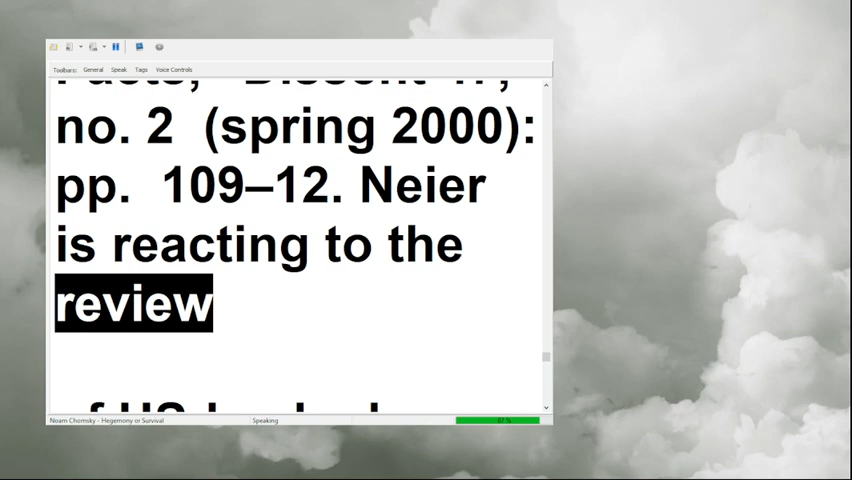 Toolbars: General Speak Tags Voice Controls
no. 2 (spring 2000):
pp. 109–12. Neier
is reacting to the
review
Noam Chomsky - Hegemony or Survival Speaking 67 %